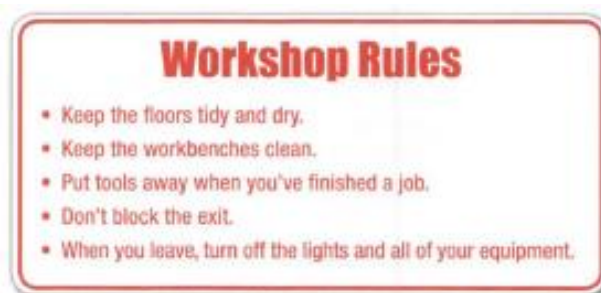 Workshop Rules
• Keep the floors tidy and dry.
• Keep the workbenches clean.
• Put tools away when you've finished a job.
• Don't block the exit.
• When you leave, turn off the lights and all of your equipment.